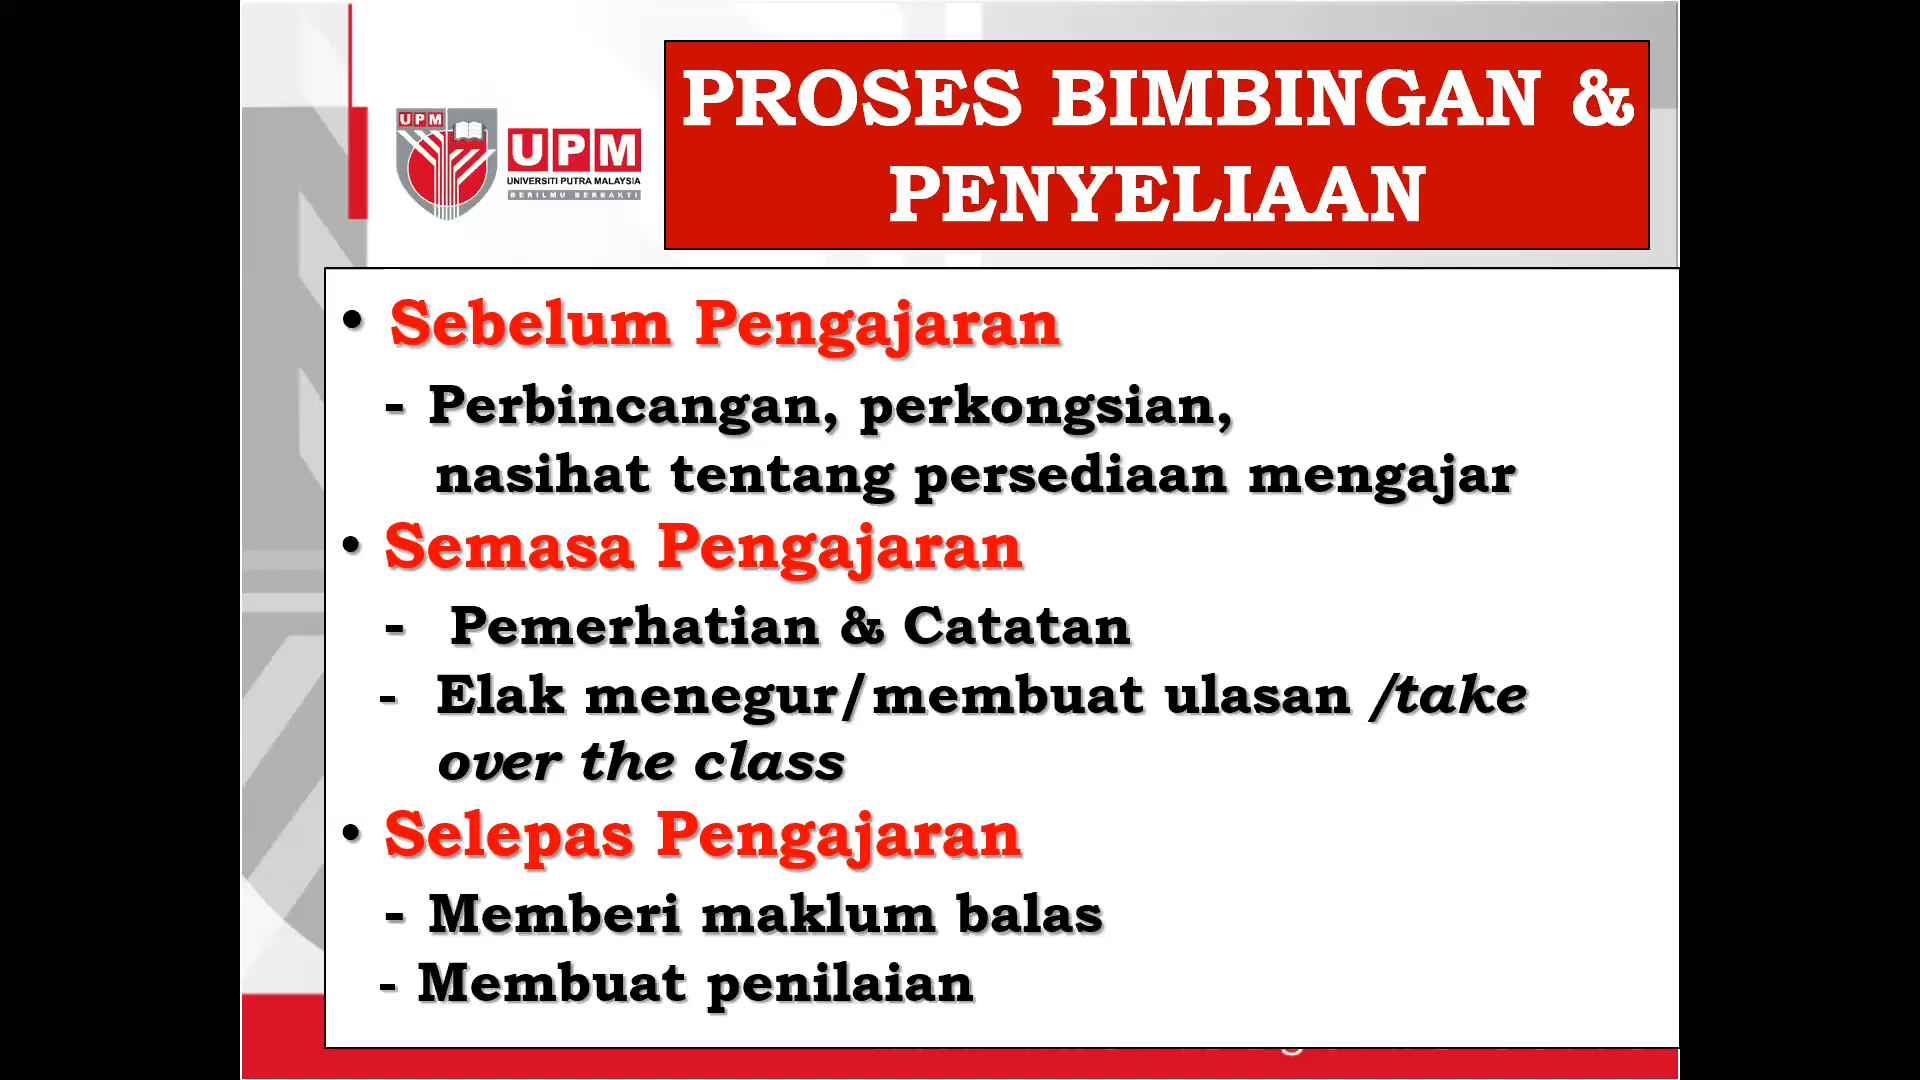 PROSES BIMBINGAN &
PENYELIAAN
UPM
UPM
UNIVERSITI PUTRA MALAYSIA
BERILMU BERBAKTI
• Sebelum Pengajaran
- Perbincangan, perkongsian,
nasihat tentang persediaan mengajar
• Semasa Pengajaran
- Pemerhatian & Catatan
- Elak menegur/membuat ulasan /take
over the class
• Selepas Pengajaran
- Memberi maklum balas
- Membuat penilaian